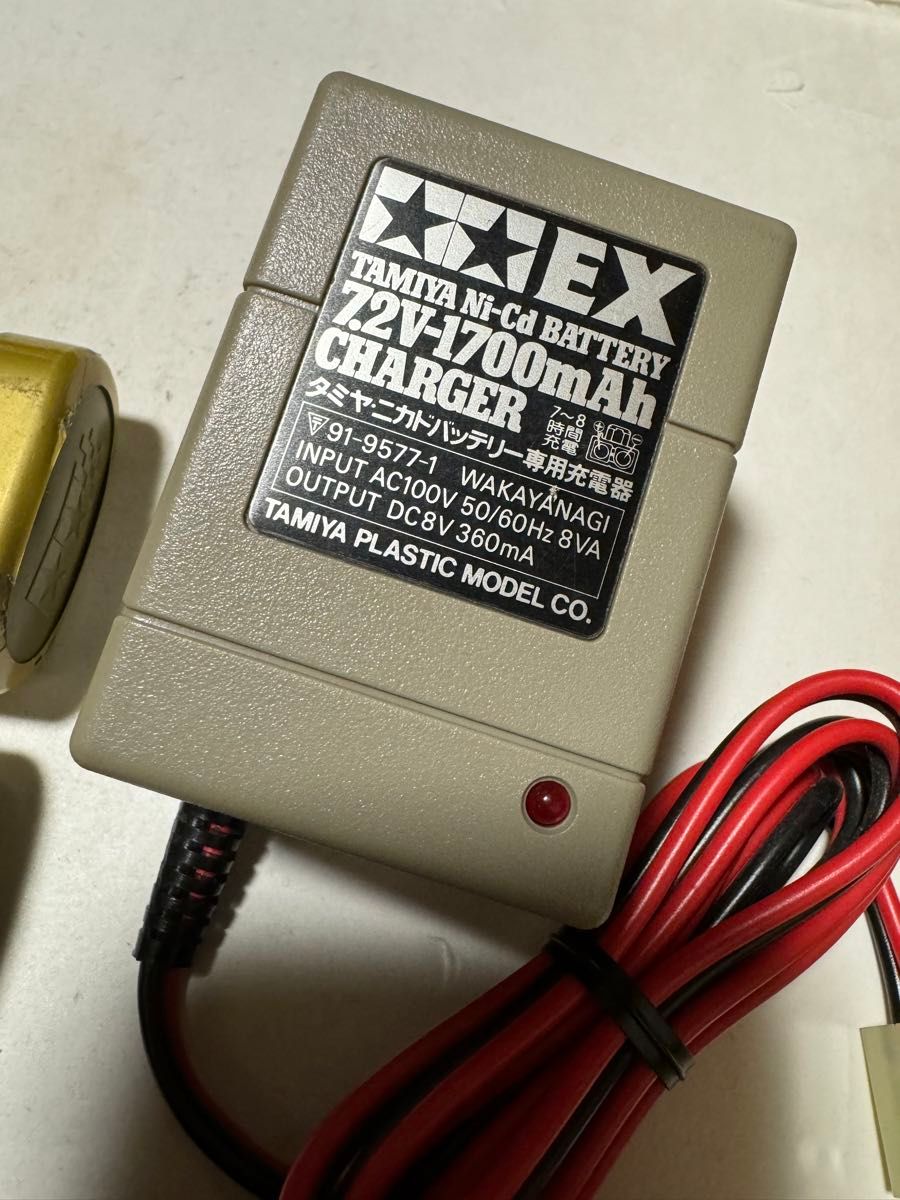 EX
TAMIYA Ni-Cd BATTERY
7.2V-1700mAh
CHARGER
7〜8
時間
充電
タミヤ・ニカドバッテリー専用充電器
91-9577-1 WAKAYANAGI
INPUT AC100V 50/60Hz 8VA
OUTPUT DC8V 360mA
TAMIYA PLASTIC MODEL CO.